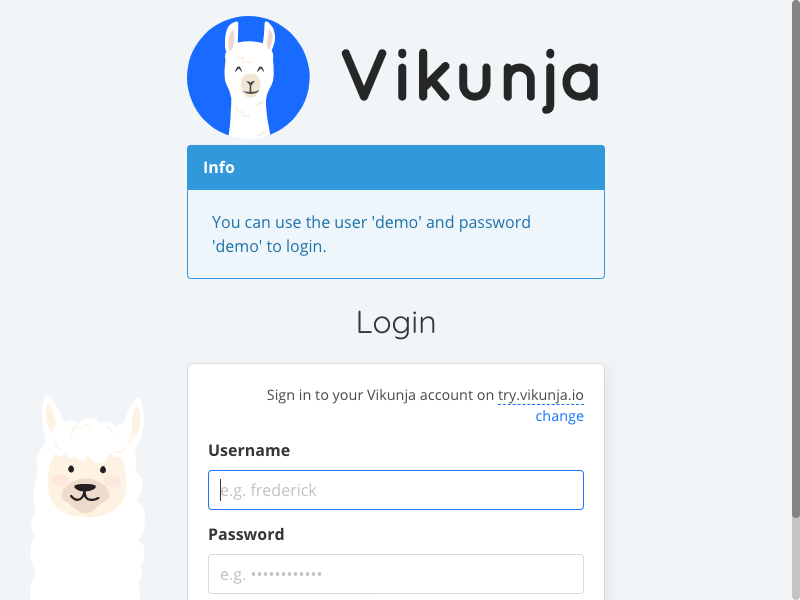 Vikunja
Info
You can use the user 'demo' and password
'demo' to login.
Login
Sign in to your Vikunja account on try.vikunja.io
change
Username
e.g. frederick
Password
e.g. ••••••••••••